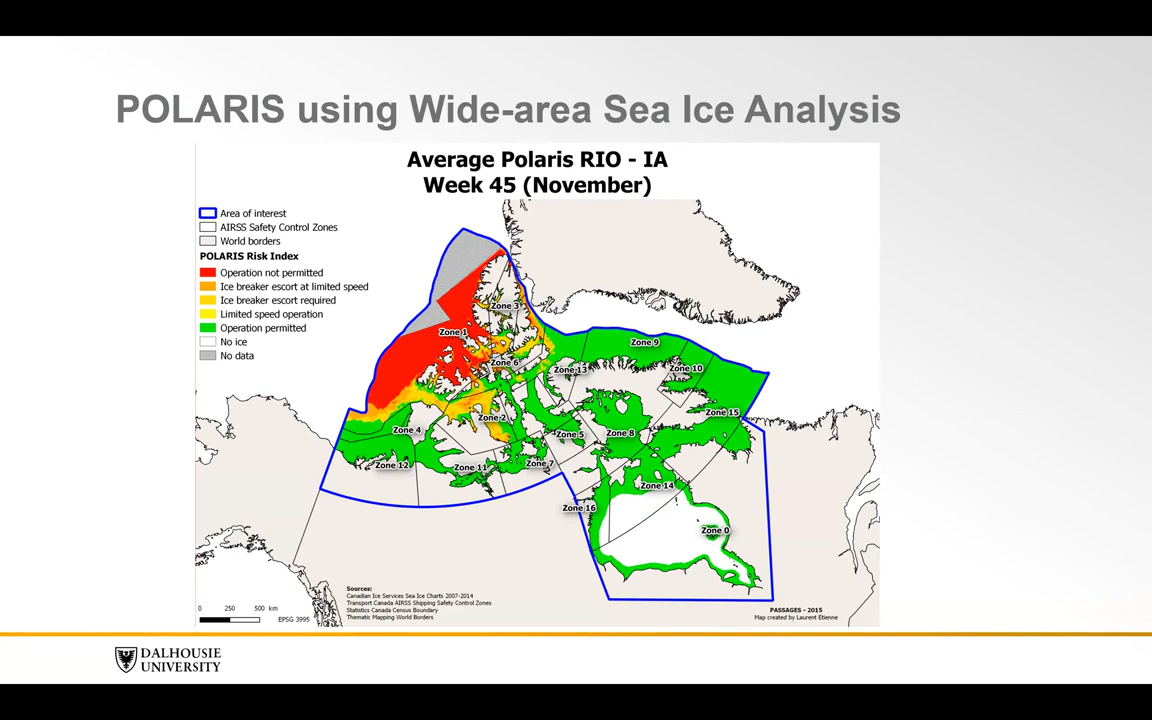 POLARIS using Wide-area Sea Ice Analysis
Average Polaris RIO - IA
Week 45 (November)
Area of interest
AIRSS Safety Control Zones
World borders
POLARIS Risk Index
Operation not permitted
Ice breaker escort at limited speed
Ice breaker escort required
Limited speed operation
Operation permitted
No ice
No data
Zone 3
Zone 1
Zone 9
Zone 6
Zone 13
Zone 10
Zone 15
Zone 2
Zone 4
Zone 5
Zone 8
Zone 12
Zone 11
Zone 7
Zone 14
Zone 16
Zone 0
Sources:
Canadian Ice Services Sea Ice Charts 2007-2014
Transport Canada AIRSS Shipping Safety Control Zones
Statistics Canada Census Boundary
Thematic Mapping World Borders
0 250 500 km
EPSG 3995
PASSAGES - 2015
Map created by Laurent Etienne
DALHOUSIE
UNIVERSITY